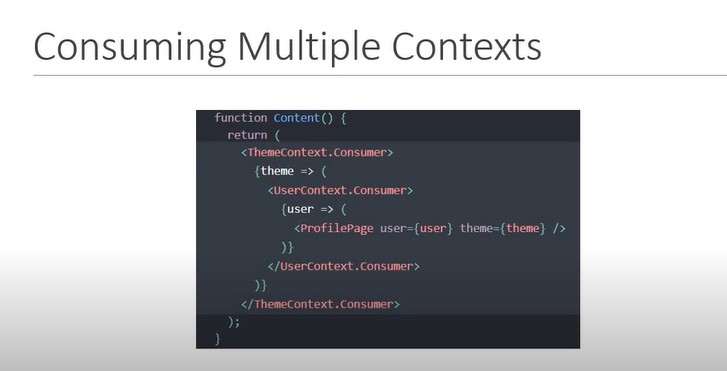 Consuming Multiple Contexts
function Content() {
  return (
    <ThemeContext.Consumer>
      {theme => (
        <UserContext.Consumer>
          {user => (
            <ProfilePage user={user} theme={theme} />
          )}
        </UserContext.Consumer>
      )}
    </ThemeContext.Consumer>
  );
}